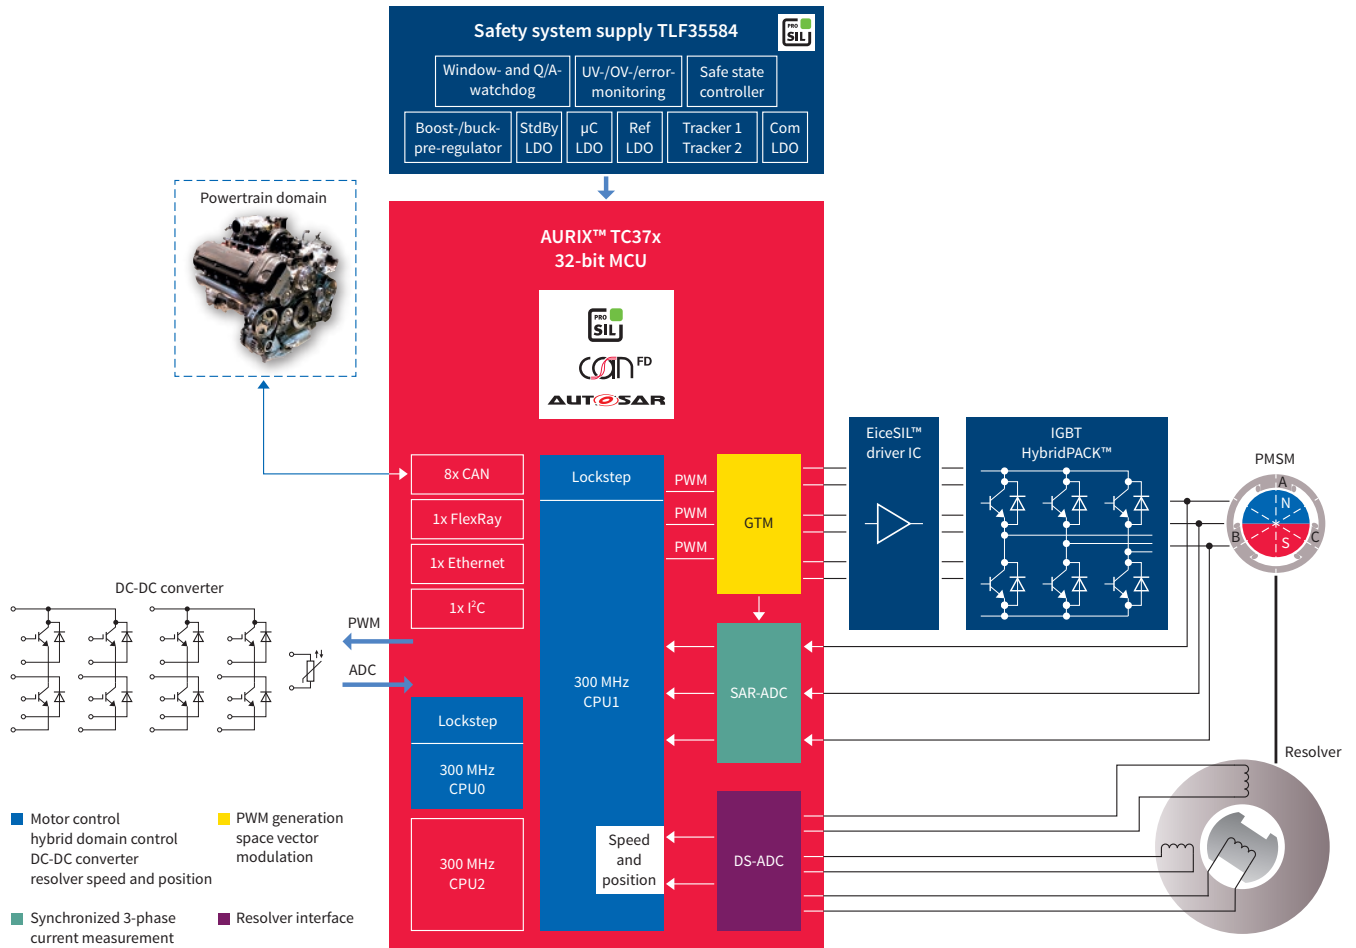 Safety system supply TLF35584
PRO
SIL
Window- and Q/A-
watchdog
UV-/OV-/error-
monitoring
Safe state
controller
Boost-/buck-
pre-regulator
StdBy
LDO
µC
LDO
Ref
LDO
Tracker 1
Tracker 2
Com
LDO
Powertrain domain
AURIX™ TC37x
32-bit MCU
PRO
SIL
CAN FD
AUTOSAR
8x CAN
1x FlexRay
1x Ethernet
1x I²C
Lockstep
300 MHz
CPU1
PWM
PWM
PWM
GTM
EiceSIL™
driver IC
IGBT
HybridPACK™
PMSM
A
N
B
C
S
DC-DC converter
PWM
ADC
Lockstep
300 MHz
CPU0
300 MHz
CPU2
SAR-ADC
Speed
and
position
DS-ADC
Resolver
Motor control
hybrid domain control
DC-DC converter
resolver speed and position
PWM generation
space vector
modulation
Synchronized 3-phase
current measurement
Resolver interface